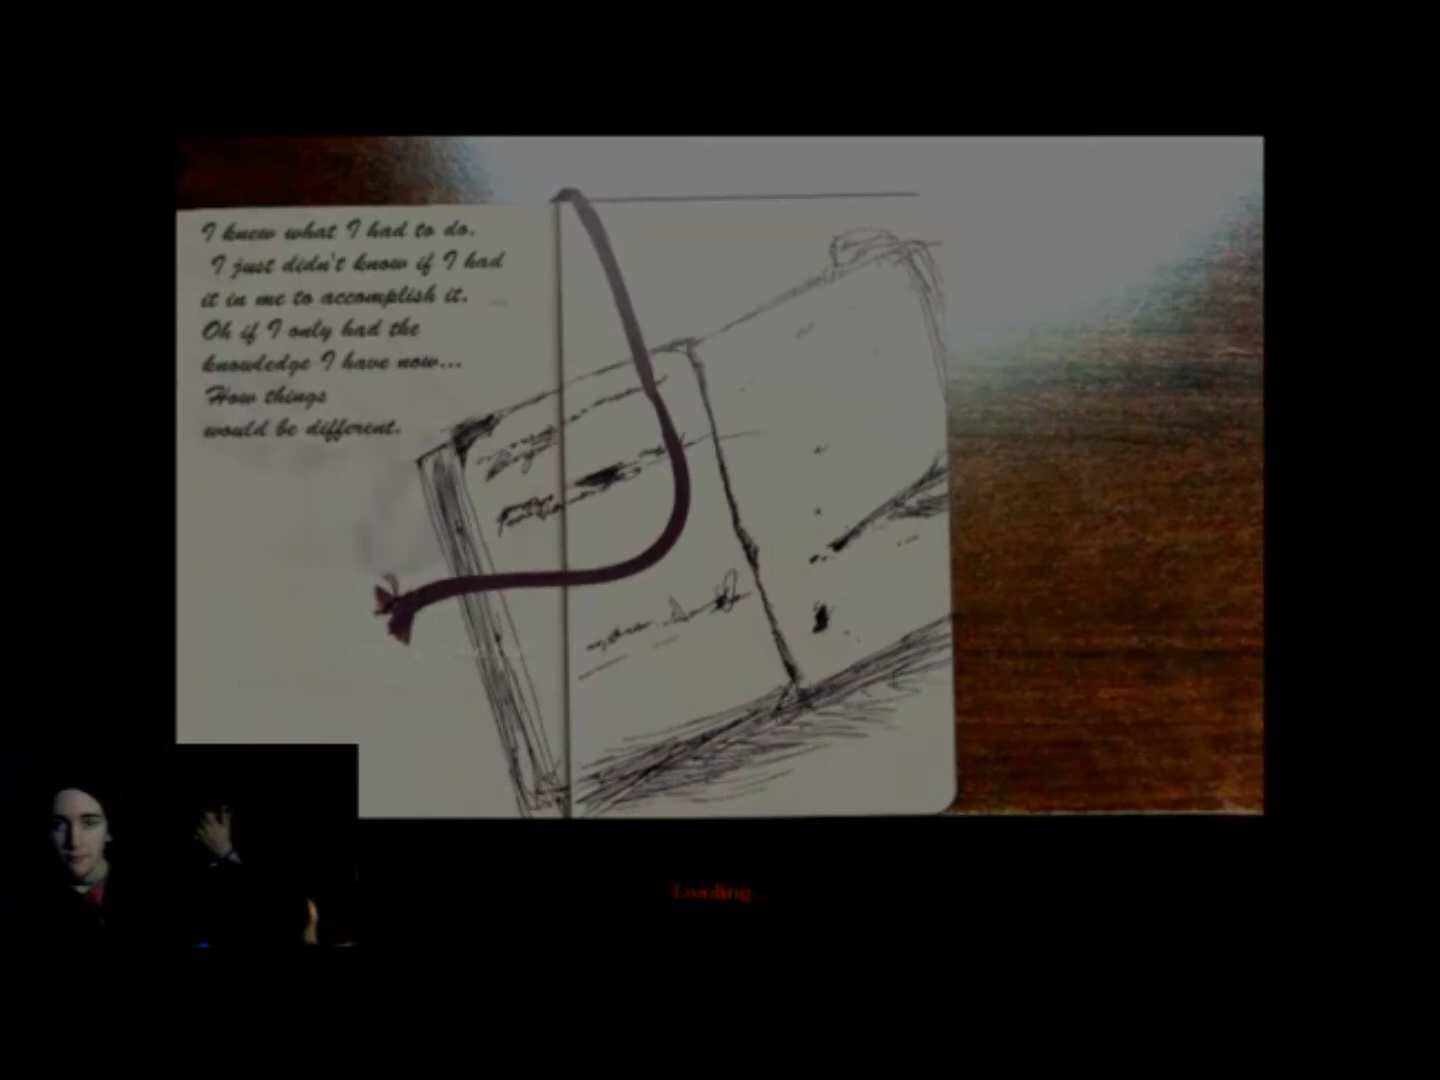 I knew what I had to do.
I just didn't know if I had
it in me to accomplish it.
Oh if I only had the
knowledge I have now...
How things
would be different.
Loading...